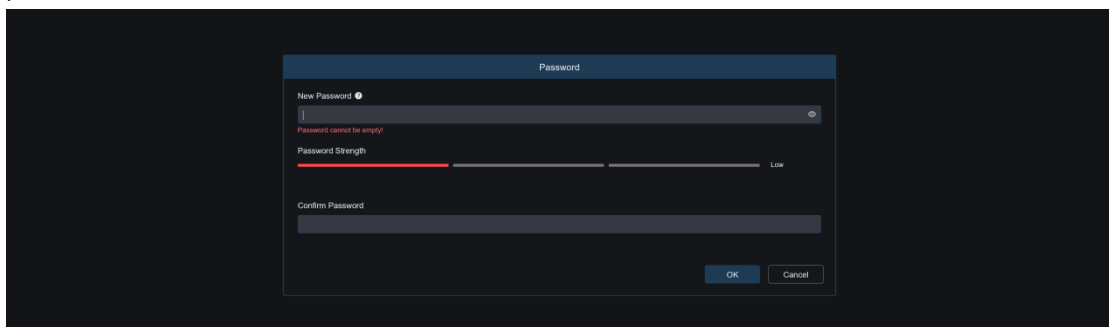 Password
New Password
Password cannot be empty!
Password Strength
Low
Confirm Password
OK
Cancel